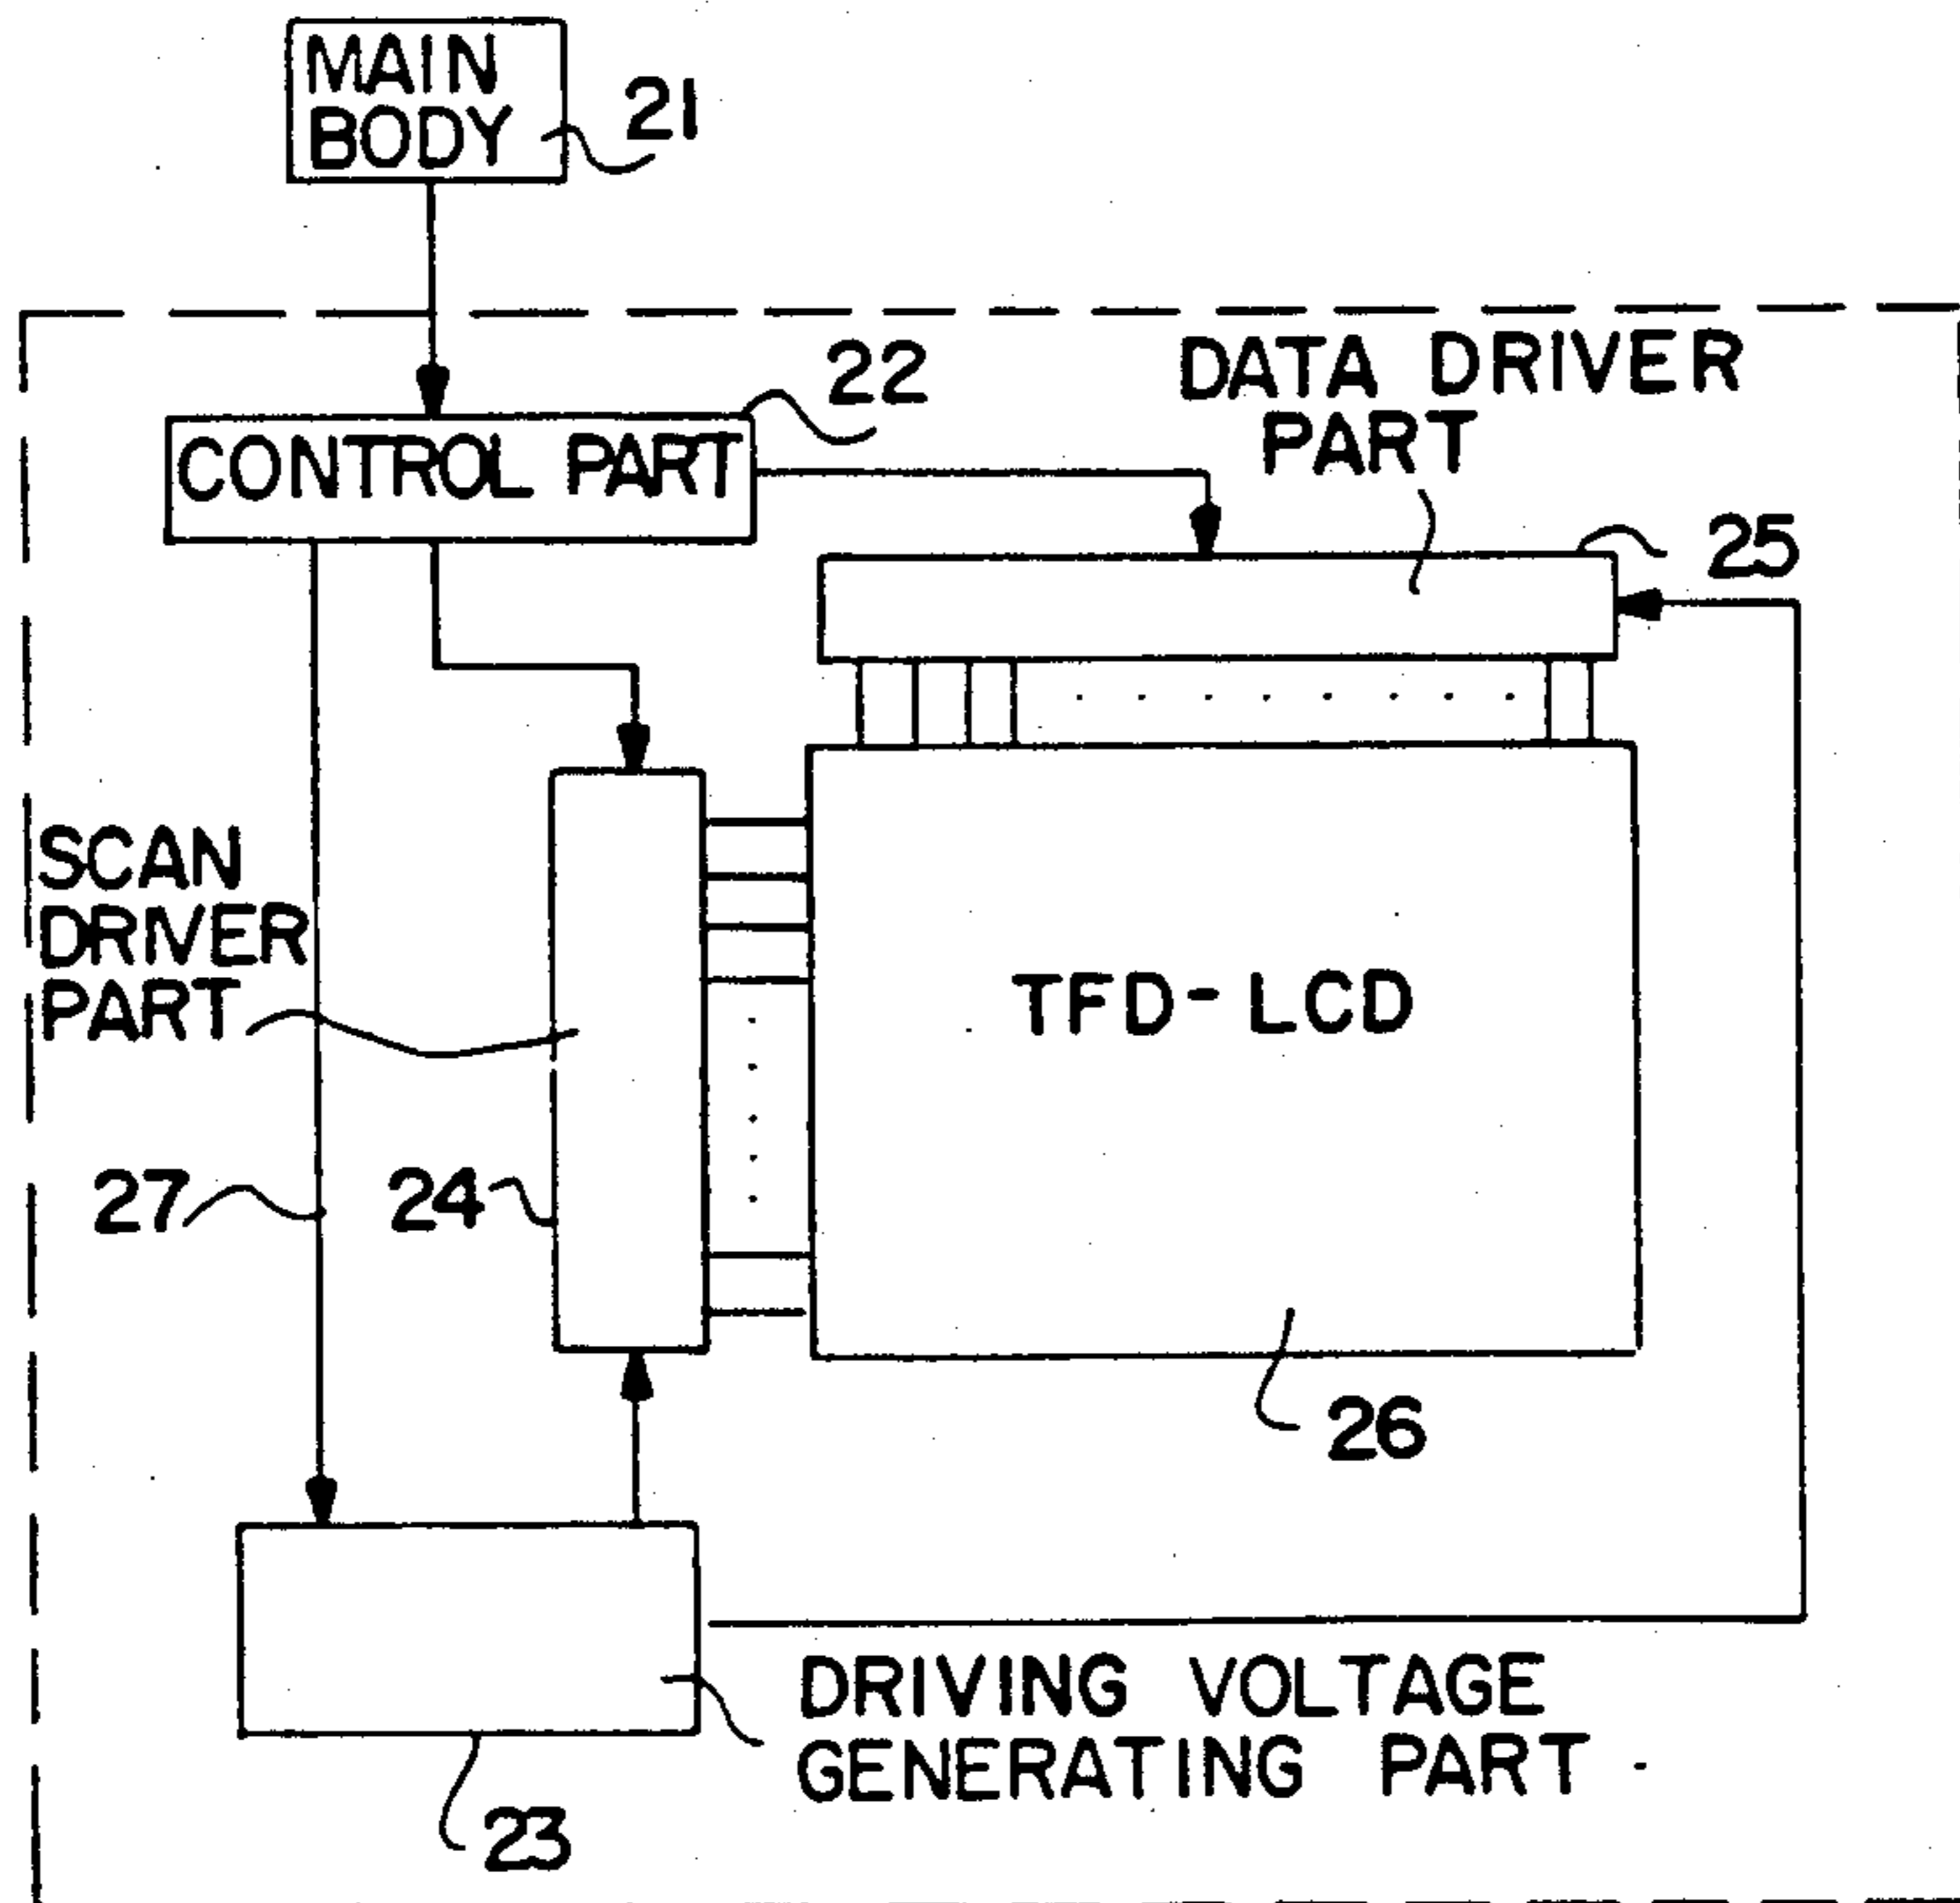 MAIN
BODY
21
22
CONTROL PART
DATA DRIVER
PART
25
SCAN
DRIVER
PART
TFD-LCD
27
24
26
DRIVING VOLTAGE
GENERATING PART
23